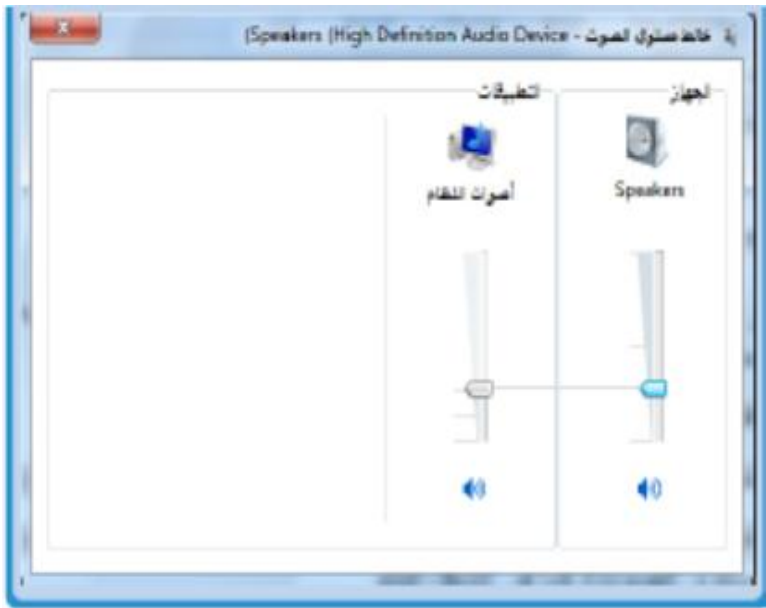 خالط مستوى الصوت - Speakers (High Definition Audio Device)
الجهاز
التطبيقات
Speakers
أصوات النظام